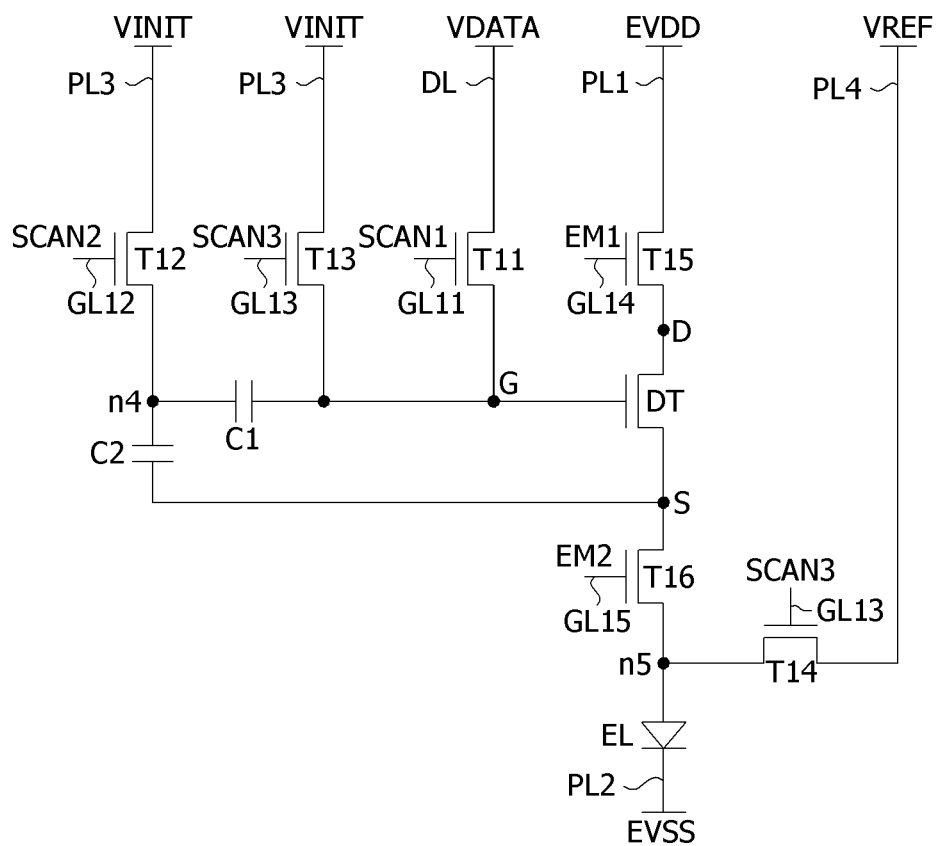 VINIT VINIT VDATA EVDD VREF
PL3 PL3 DL PL1 PL4
SCAN2 SCAN3 SCAN1 EM1
T12 T13 T11 T15
GL12 GL13 GL11 GL14
D
G
n4 DT
C1
C2
S
EM2 SCAN3
T16
GL15 GL13
n5 T14
EL
PL2
EVSS